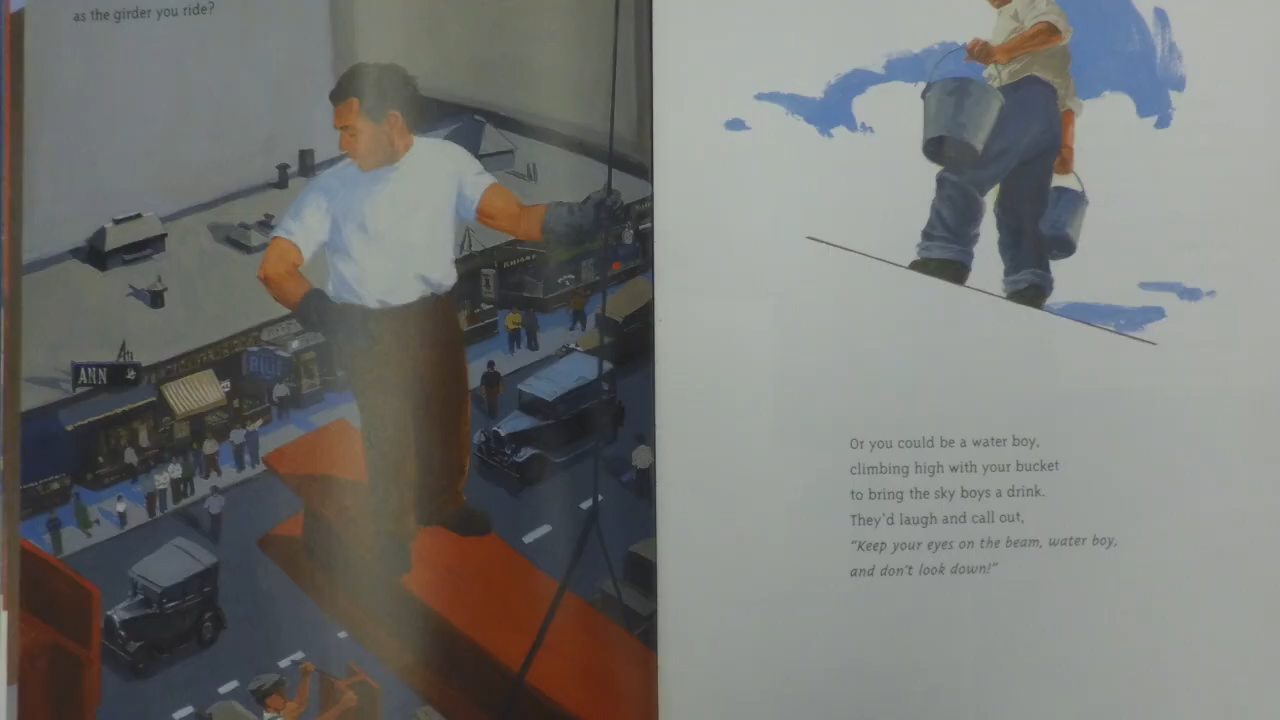 as the girder you ride?
ANN
BLUE
Or you could be a water boy,
climbing high with your bucket
to bring the sky boys a drink.
They'd laugh and call out,
"Keep your eyes on the beam, water boy,
and don't look down!"